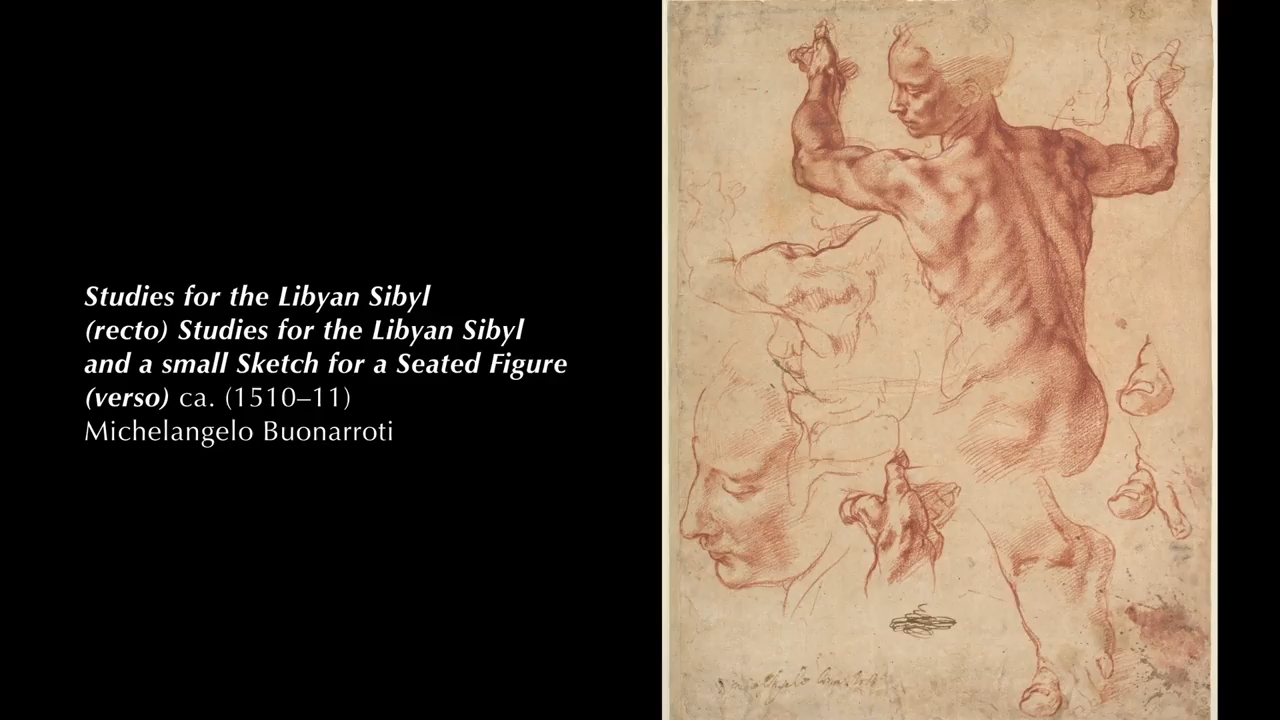 Studies for the Libyan Sibyl
(recto) Studies for the Libyan Sibyl
and a small Sketch for a Seated Figure
(verso) ca. (1510–11)
Michelangelo Buonarroti